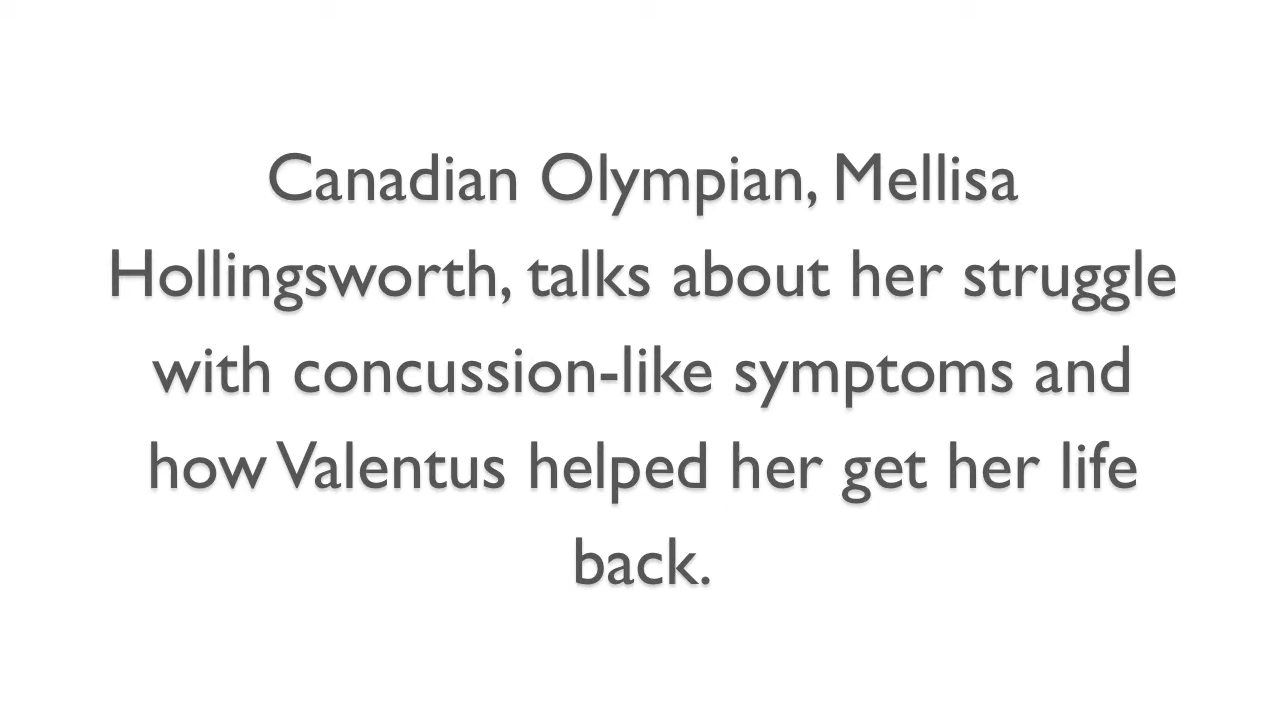 Canadian Olympian, Mellisa
Hollingsworth, talks about her struggle
with concussion-like symptoms and
how Valentus helped her get her life
back.